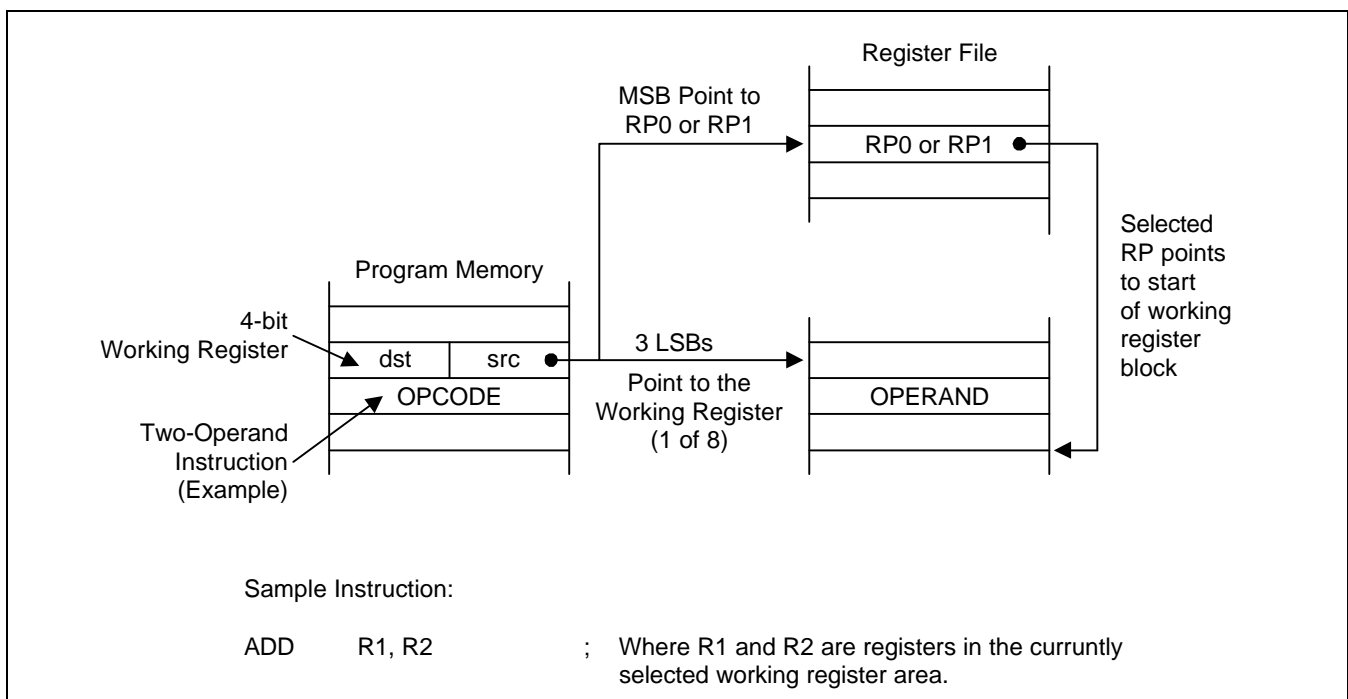 Register File
MSB Point to
RP0 or RP1
RP0 or RP1
Selected
RP points
to start
of working
register
block
Program Memory
4-bit
Working Register
dst src
3 LSBs
Point to the
Working Register
(1 of 8)
OPCODE
OPERAND
Two-Operand
Instruction
(Example)
Sample Instruction:
ADD R1, R2 ; Where R1 and R2 are registers in the curruntly
selected working register area.